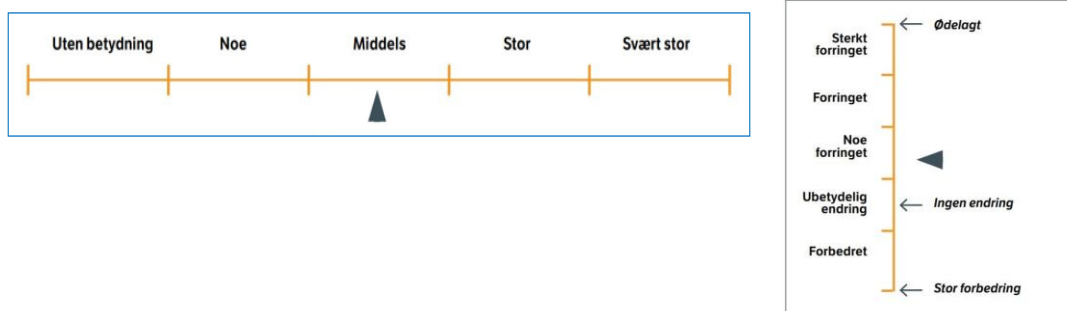 Uten betydning Noe Middels Stor Svært stor
Ødelagt
Sterkt
forringet
Forringet
Noe
forringet
Ubetydelig
endring
Ingen endring
Forbedret
Stor forbedring